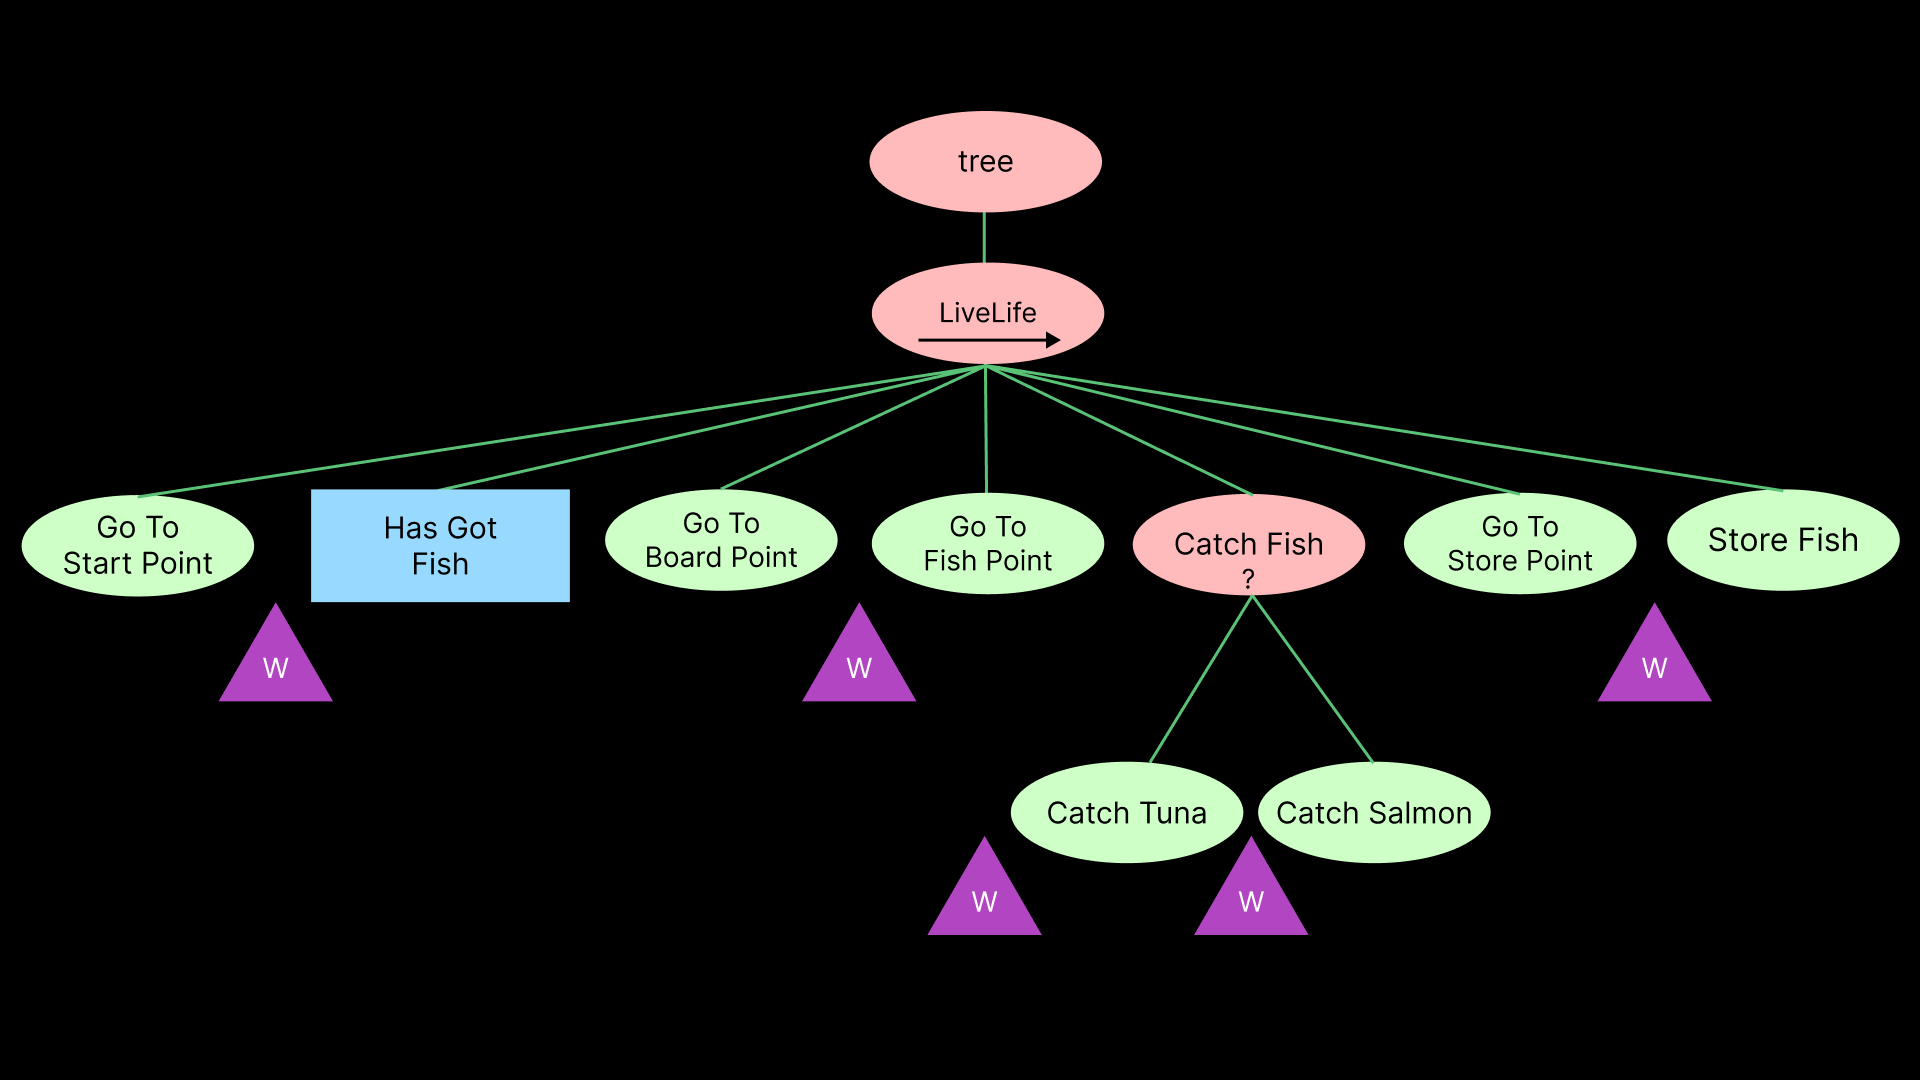 tree
LiveLife
Go To
Start Point
Has Got
Fish
Go To
Board Point
Go To
Fish Point
Catch Fish
?
Go To
Store Point
Store Fish
W
W
W
Catch Tuna
Catch Salmon
W
W